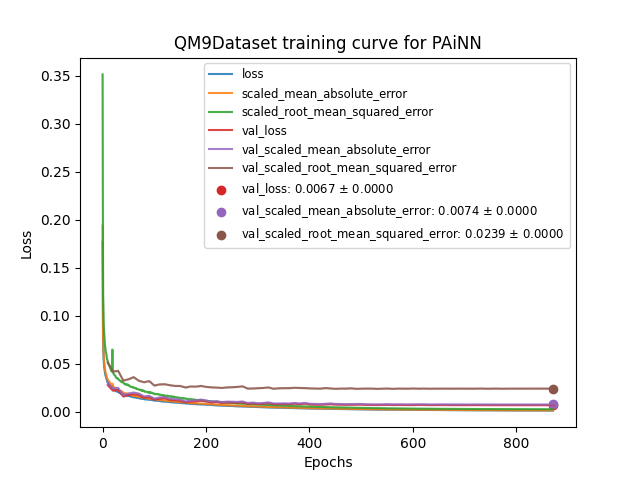 QM9Dataset training curve for PAiNN
loss
scaled_mean_absolute_error
scaled_root_mean_squared_error
val_loss
val_scaled_mean_absolute_error
val_scaled_root_mean_squared_error
val_loss: 0.0067 ± 0.0000
val_scaled_mean_absolute_error: 0.0074 ± 0.0000
val_scaled_root_mean_squared_error: 0.0239 ± 0.0000
Loss
0.35
0.30
0.25
0.20
0.15
0.10
0.05
0.00
0 200 400 600 800
Epochs